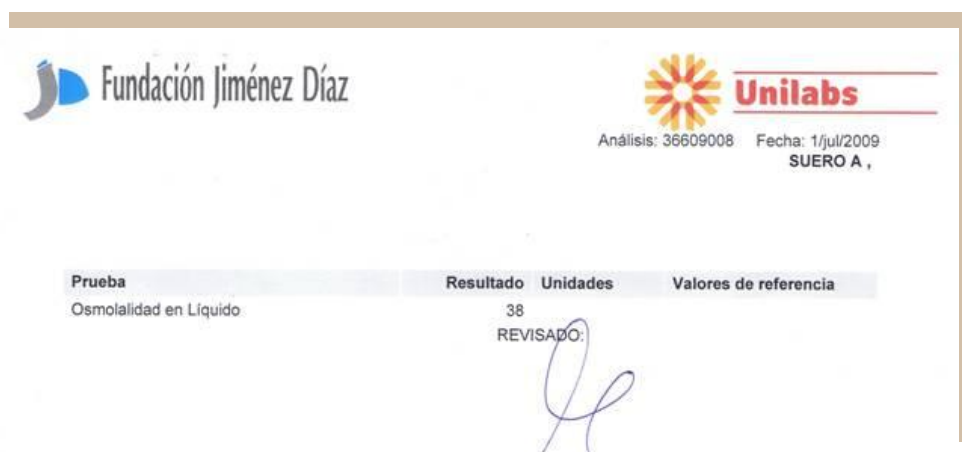 Fundación Jiménez Díaz
Unilabs
Análisis: 36609008 Fecha: 1/jul/2009
SUERO A ,
Prueba Resultado Unidades Valores de referencia
Osmolalidad en Líquido 38
REVISADO: